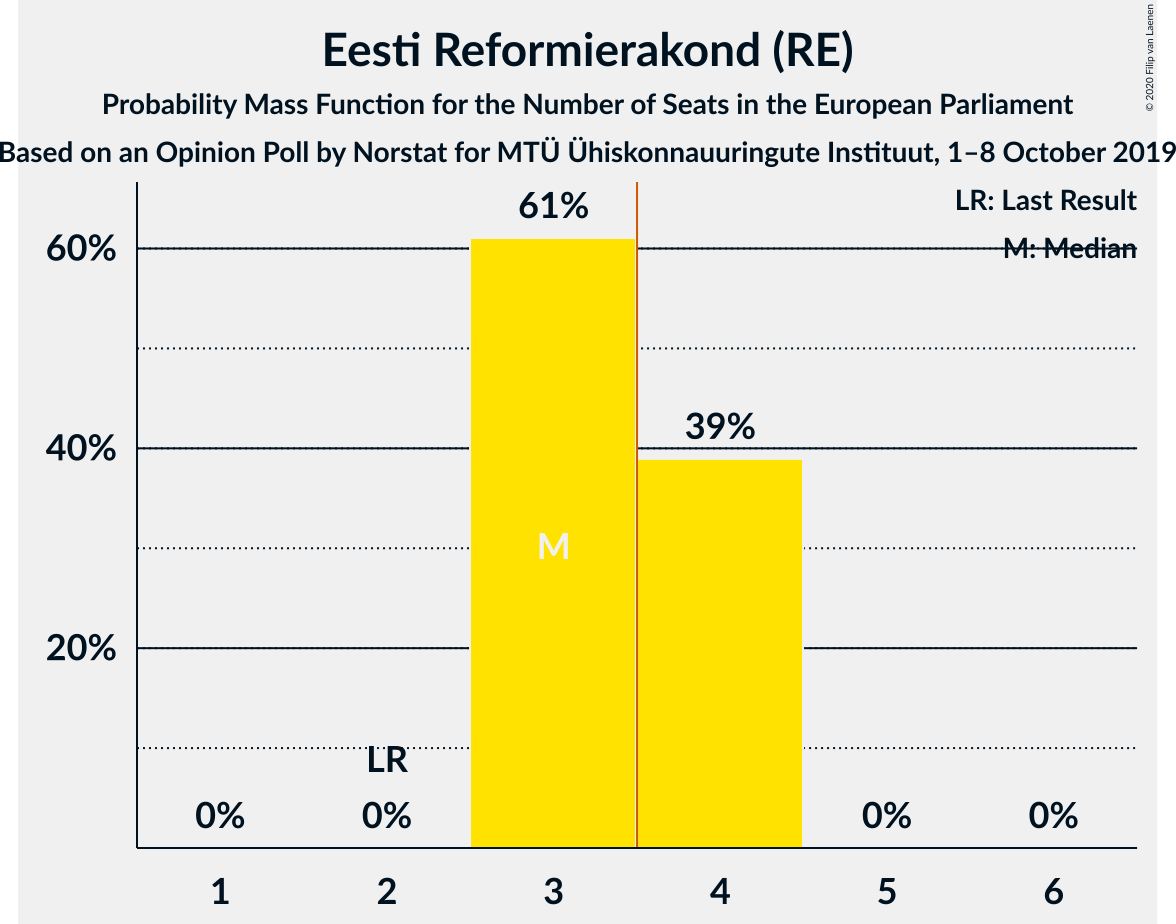 Eesti Reformierakond (RE)
Probability Mass Function for the Number of Seats in the European Parliament
Based on an Opinion Poll by Norstat for MTÜ Ühiskonnauuringute Instituut, 1–8 October 2019
© 2020 Filip van Laenen
LR: Last Result
M: Median
61%
60%
39%
40%
M
20%
LR
0%
0%
0%
0%
1 2 3 4 5 6